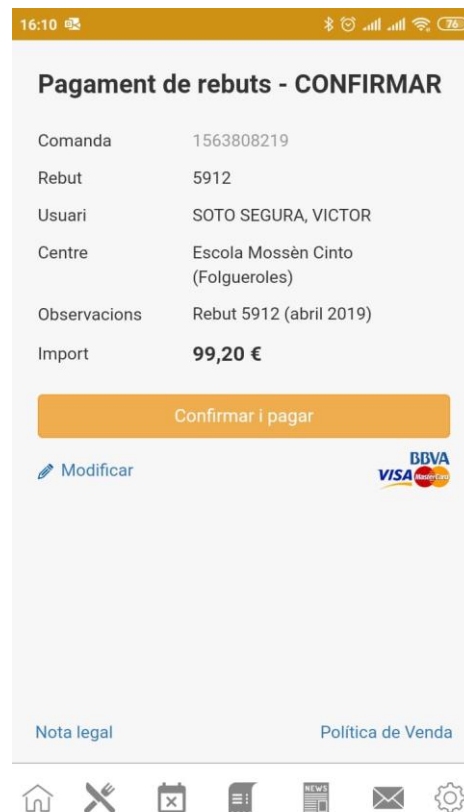 16:10 76
Pagament de rebuts - CONFIRMAR
Comanda 1563808219
Rebut 5912
Usuari SOTO SEGURA, VICTOR
Centre Escola Mossèn Cinto
(Folgueroles)
Observacions Rebut 5912 (abril 2019)
Import 99,20 €
Confirmar i pagar
Modificar BBVA
VISA MasterCard
Nota legal Política de Venda
NEWS